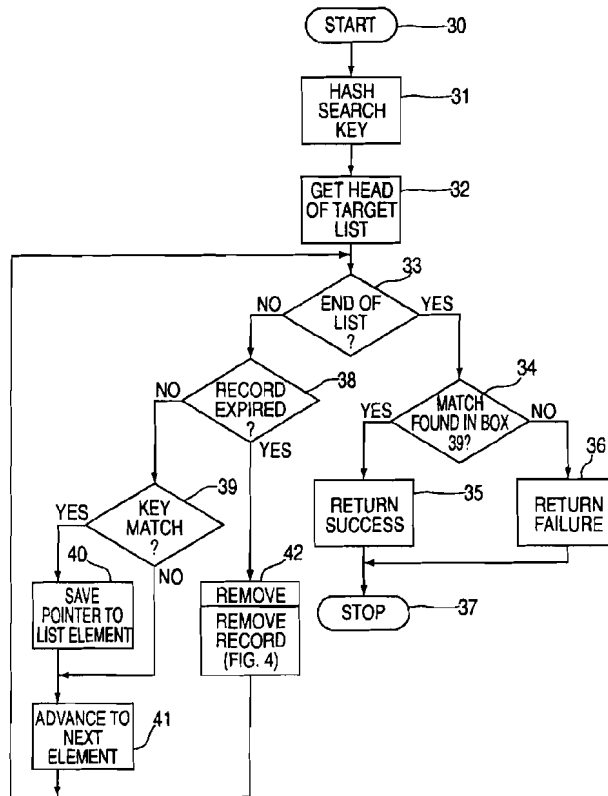 START
30
HASH
SEARCH
KEY
31
GET HEAD
OF TARGET
LIST
32
33
NO
END OF
LIST
?
YES
NO
RECORD
EXPIRED
?
38
YES
34
YES
MATCH
FOUND IN BOX
39?
NO
36
YES
KEY
MATCH
?
39
NO
RETURN
SUCCESS
35
RETURN
FAILURE
40
SAVE
POINTER TO
LIST ELEMENT
42
REMOVE
REMOVE
RECORD
(FIG. 4)
STOP
37
ADVANCE TO
NEXT
ELEMENT
41